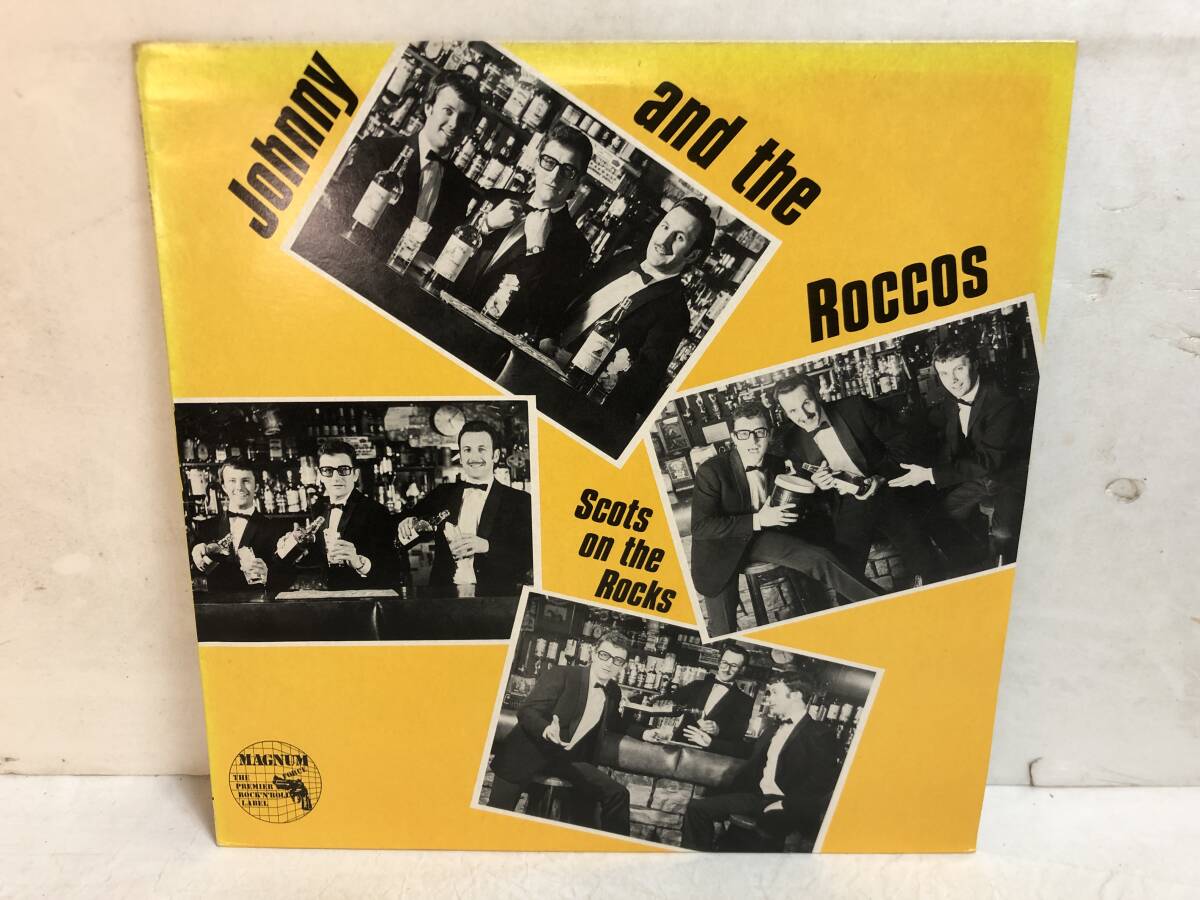 Johnny
and the
Roccos
Scots
on the
Rocks
MAGNUM
FORCE
THE
PREMIER
ROCK'N'ROLL
LABEL